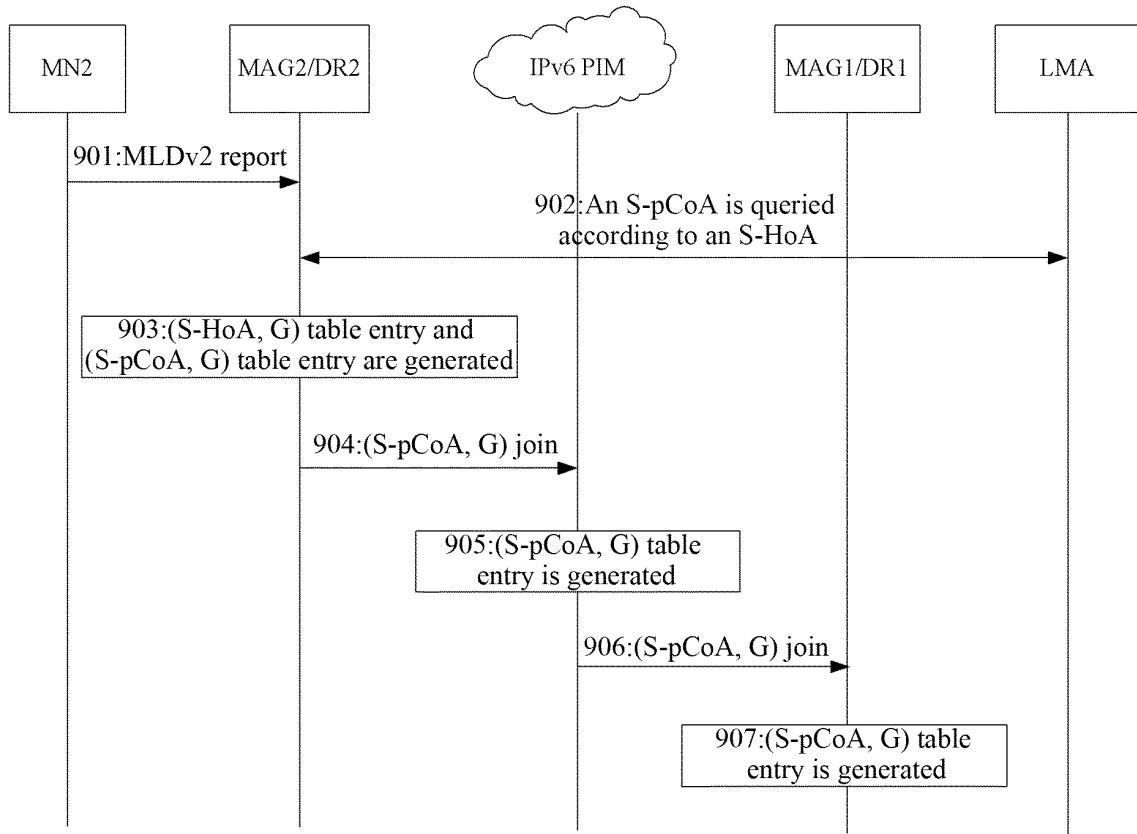 MN2
MAG2/DR2
IPv6 PIM
MAG1/DR1
LMA
901:MLDv2 report
902:An S-pCoA is queried
according to an S-HoA
903:(S-HoA, G) table entry and
(S-pCoA, G) table entry are generated
904:(S-pCoA, G) join
905:(S-pCoA, G) table
entry is generated
906:(S-pCoA, G) join
907:(S-pCoA, G) table
entry is generated